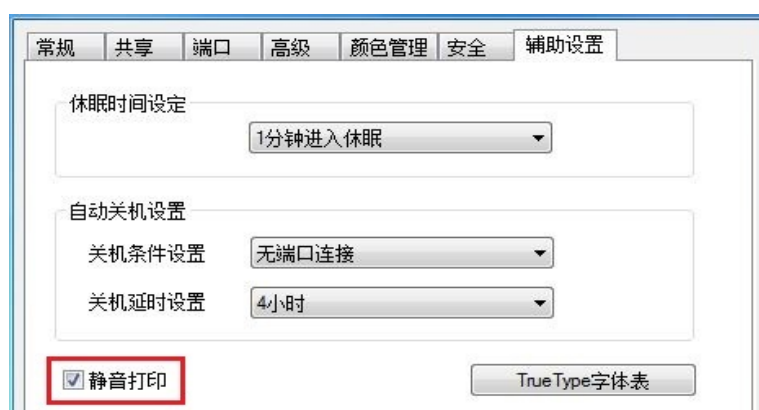 常规 共享 端口 高级 颜色管理 安全 辅助设置
休眠时间设定
1分钟进入休眠
自动关机设置
关机条件设置 无端口连接
关机延时设置 4小时
静音打印 TrueType字体表